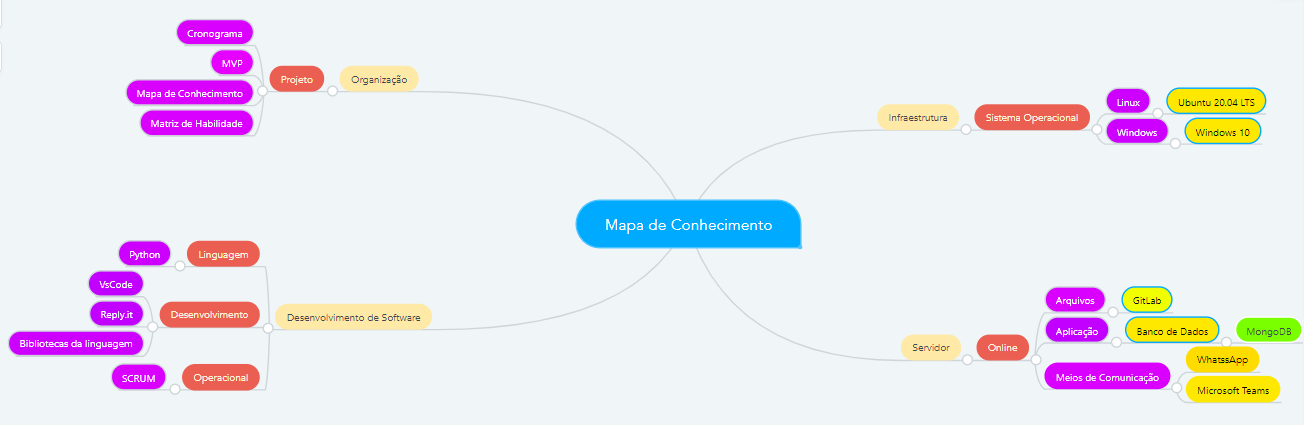 Cronograma
MVP
Mapa de Conhecimento
Matriz de Habilidade
Projeto
Organização
Infraestrutura
Sistema Operacional
Linux
Ubuntu 20.04 LTS
Windows
Windows 10
Mapa de Conhecimento
Python
Linguagem
VsCode
Reply.it
Bibliotecas da linguagem
Desenvolvimento
SCRUM
Operacional
Desenvolvimento de Software
Servidor
Online
Arquivos
GitLab
Aplicação
Banco de Dados
MongoDB
Meios de Comunicação
WhatssApp
Microsoft Teams